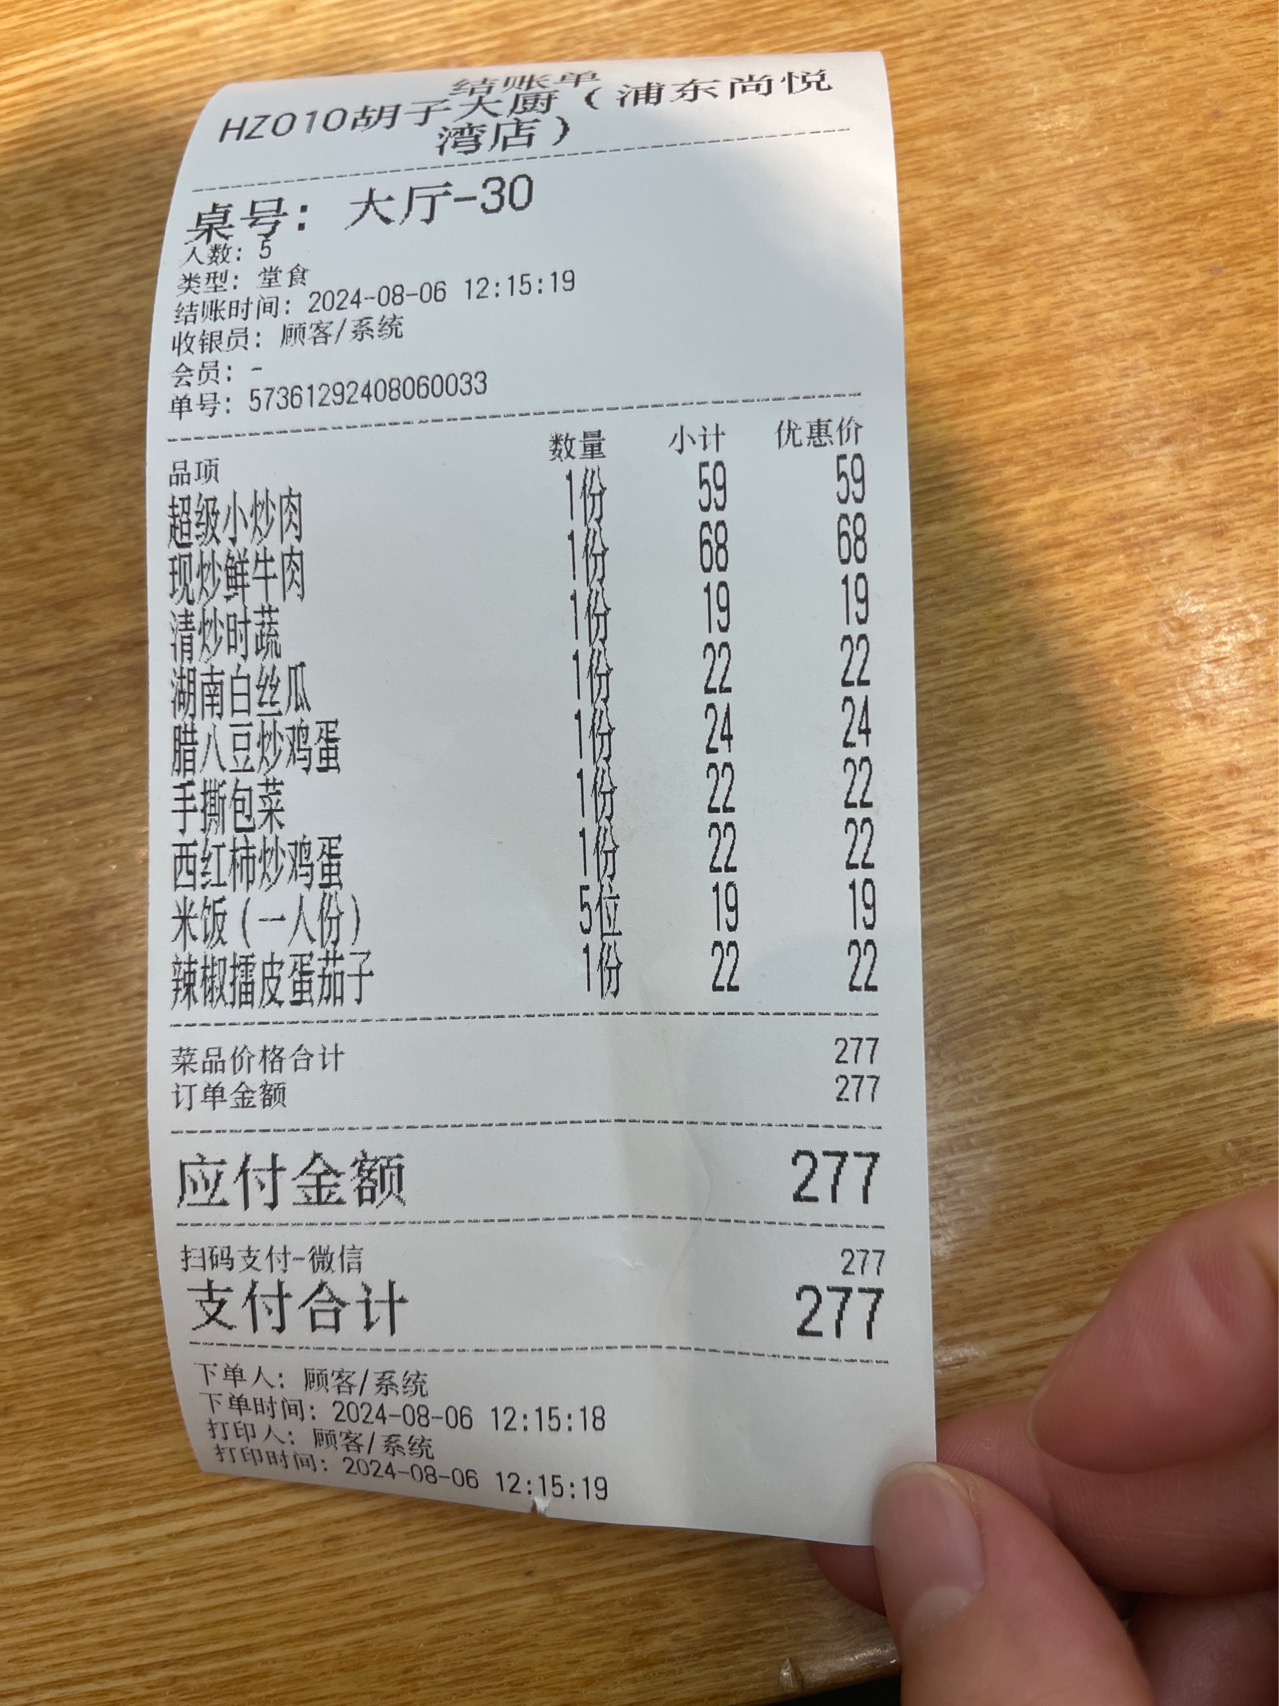 结账单
HZ010胡子大厨（浦东尚悦
湾店）
桌号: 大厅-30
人数: 5
类型: 堂食
结账时间: 2024-08-06 12:15:19
收银员: 顾客/系统
会员: -
单号: 57361292408060033
品项 数量 小计 优惠价
超级小炒肉 1份 59 59
现炒鲜牛肉 1份 68 68
清炒时蔬 1份 19 19
湖南白丝瓜 1份 22 22
腊八豆炒鸡蛋 1份 24 24
手撕包菜 1份 22 22
西红柿炒鸡蛋 1份 22 22
米饭(一人份) 5位 19 19
辣椒擂皮蛋茄子 1份 22 22
菜品价格合计 277
订单金额 277
应付金额 277
扫码支付-微信 277
支付合计 277
下单人: 顾客/系统
下单时间: 2024-08-06 12:15:18
打印人: 顾客/系统
打印时间: 2024-08-06 12:15:19